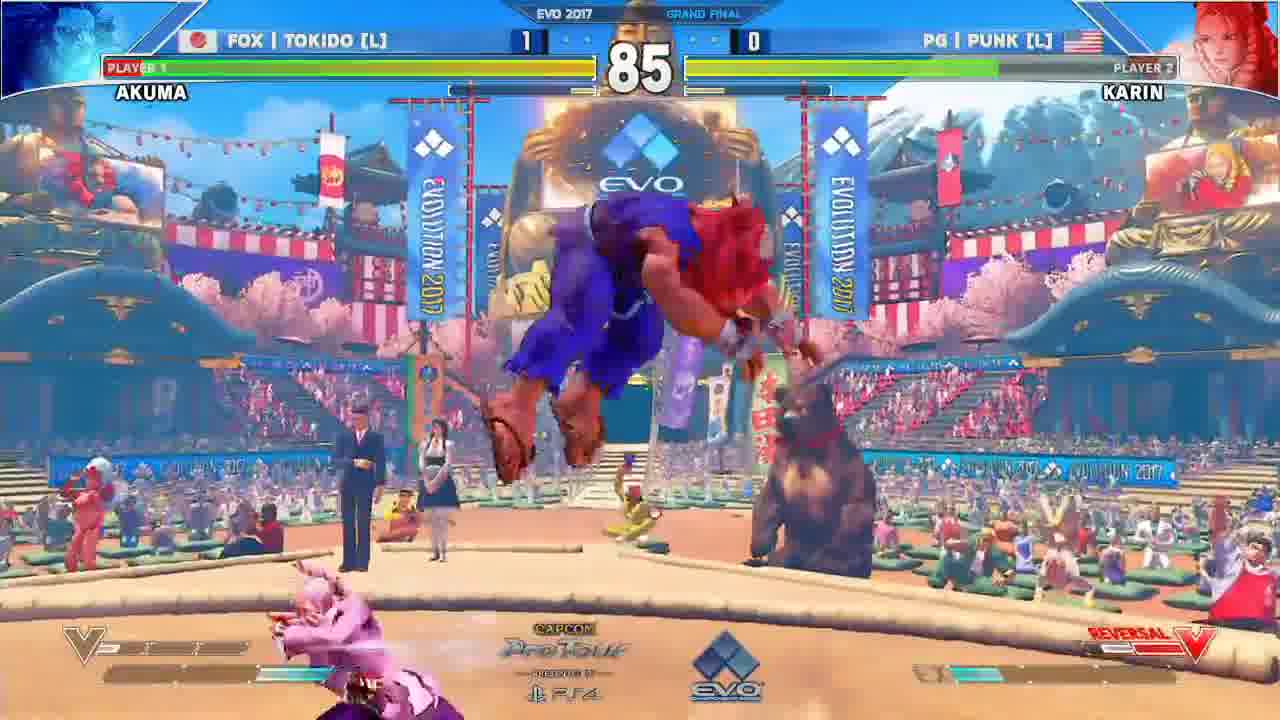 EVO 2017 GRAND FINAL
FOX | TOKIDO [L] 1 0 PG | PUNK [L]
PLAYER 1 85 PLAYER 2
AKUMA KARIN
EVO
EVOLUTION 2017
EVOLUTION 2017
REVERSAL
V V
CAPCOM
PRO TOUR
PS4
EVO